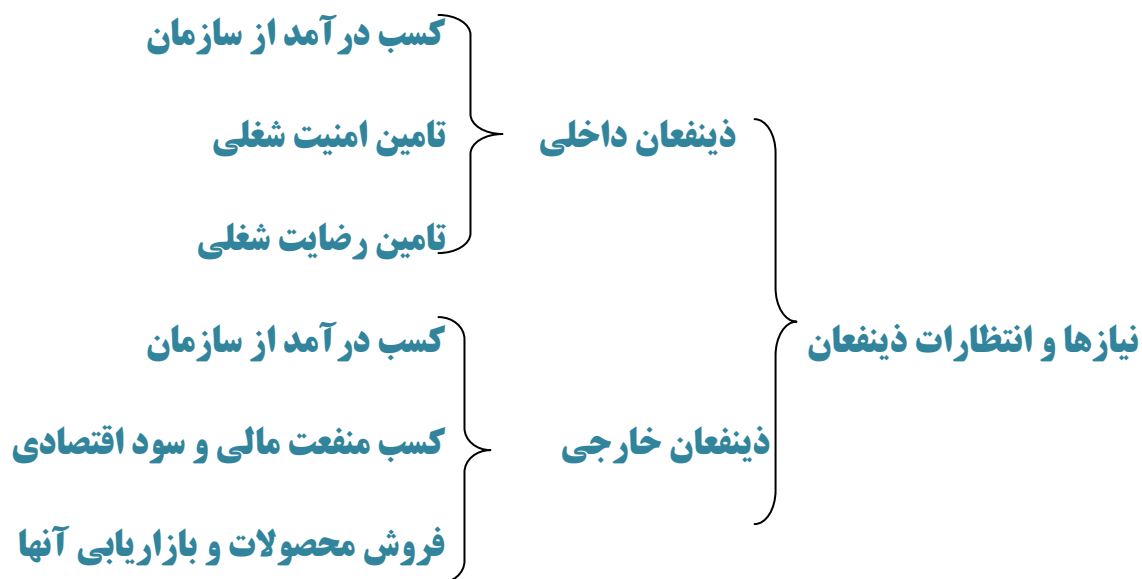 نیازها و انتظارات ذینفعان
ذینفعان داخلی
کسب درآمد از سازمان
تامین امنیت شغلی
تامین رضایت شغلی
ذینفعان خارجی
کسب درآمد از سازمان
کسب منفعت مالی و سود اقتصادی
فروش محصولات و بازاریابی آنها